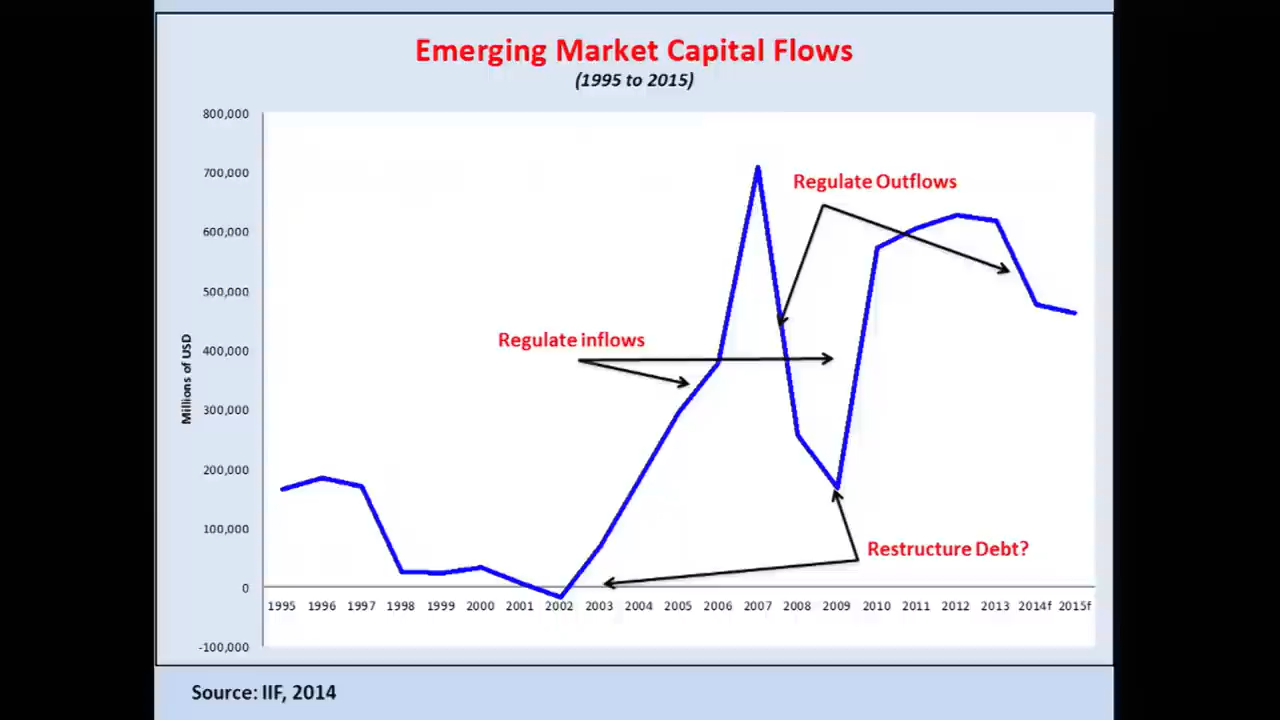 Emerging Market Capital Flows
(1995 to 2015)
800,000
700,000
600,000
500,000
400,000
300,000
200,000
100,000
0
-100,000
Millions of USD
Regulate Outflows
Regulate inflows
Restructure Debt?
1995 1996 1997 1998 1999 2000 2001 2002 2003 2004 2005 2006 2007 2008 2009 2010 2011 2012 2013 2014f 2015f
Source: IIF, 2014